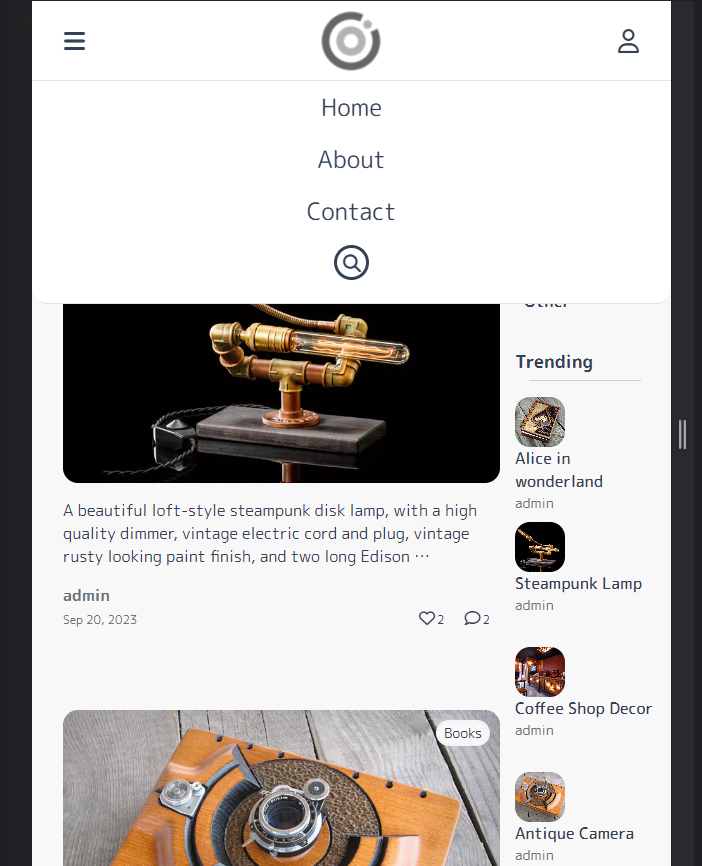 Home
About
Contact
Other
Trending
Alice in
wonderland
admin
Steampunk Lamp
admin
Coffee Shop Decor
admin
Antique Camera
admin
A beautiful loft-style steampunk disk lamp, with a high
quality dimmer, vintage electric cord and plug, vintage
rusty looking paint finish, and two long Edison ···
admin
Sep 20, 2023
2
2
Books